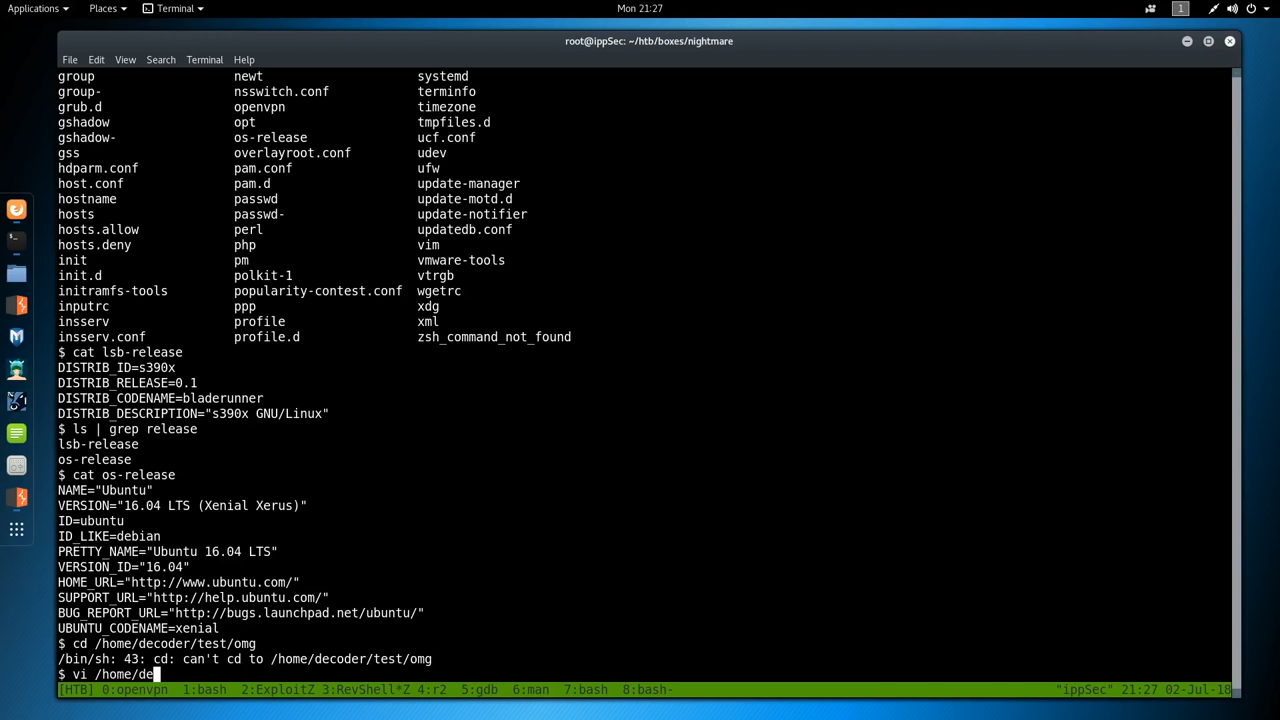 Applications Places Terminal Mon 21:27 1
root@ippSec: ~/htb/boxes/nightmare
File Edit View Search Terminal Help
group newt systemd
group- nsswitch.conf terminfo
grub.d openvpn timezone
gshadow opt tmpfiles.d
gshadow- os-release ucf.conf
gss overlayroot.conf udev
hdparm.conf pam.conf ufw
host.conf pam.d update-manager
hostname passwd update-motd.d
hosts passwd- update-notifier
hosts.allow perl updatedb.conf
hosts.deny php vim
init pm vmware-tools
init.d polkit-1 vtrgb
initramfs-tools popularity-contest.conf wgetrc
inputrc ppp xdg
insserv profile xml
insserv.conf profile.d zsh_command_not_found
$ cat lsb-release
DISTRIB_ID=s390x
DISTRIB_RELEASE=0.1
DISTRIB_CODENAME=bladerunner
DISTRIB_DESCRIPTION="s390x GNU/Linux"
$ ls | grep release
lsb-release
os-release
$ cat os-release
NAME="Ubuntu"
VERSION="16.04 LTS (Xenial Xerus)"
ID=ubuntu
ID_LIKE=debian
PRETTY_NAME="Ubuntu 16.04 LTS"
VERSION_ID="16.04"
HOME_URL="http://www.ubuntu.com/"
SUPPORT_URL="http://help.ubuntu.com/"
BUG_REPORT_URL="http://bugs.launchpad.net/ubuntu/"
UBUNTU_CODENAME=xenial
$ cd /home/decoder/test/omg
/bin/sh: 43: cd: can't cd to /home/decoder/test/omg
$ vi /home/de
[HTB] 0:openvpn 1:bash 2:ExploitZ 3:RevShell*Z 4:r2 5:gdb 6:man 7:bash 8:bash- "ippSec" 21:27 02-Jul-18